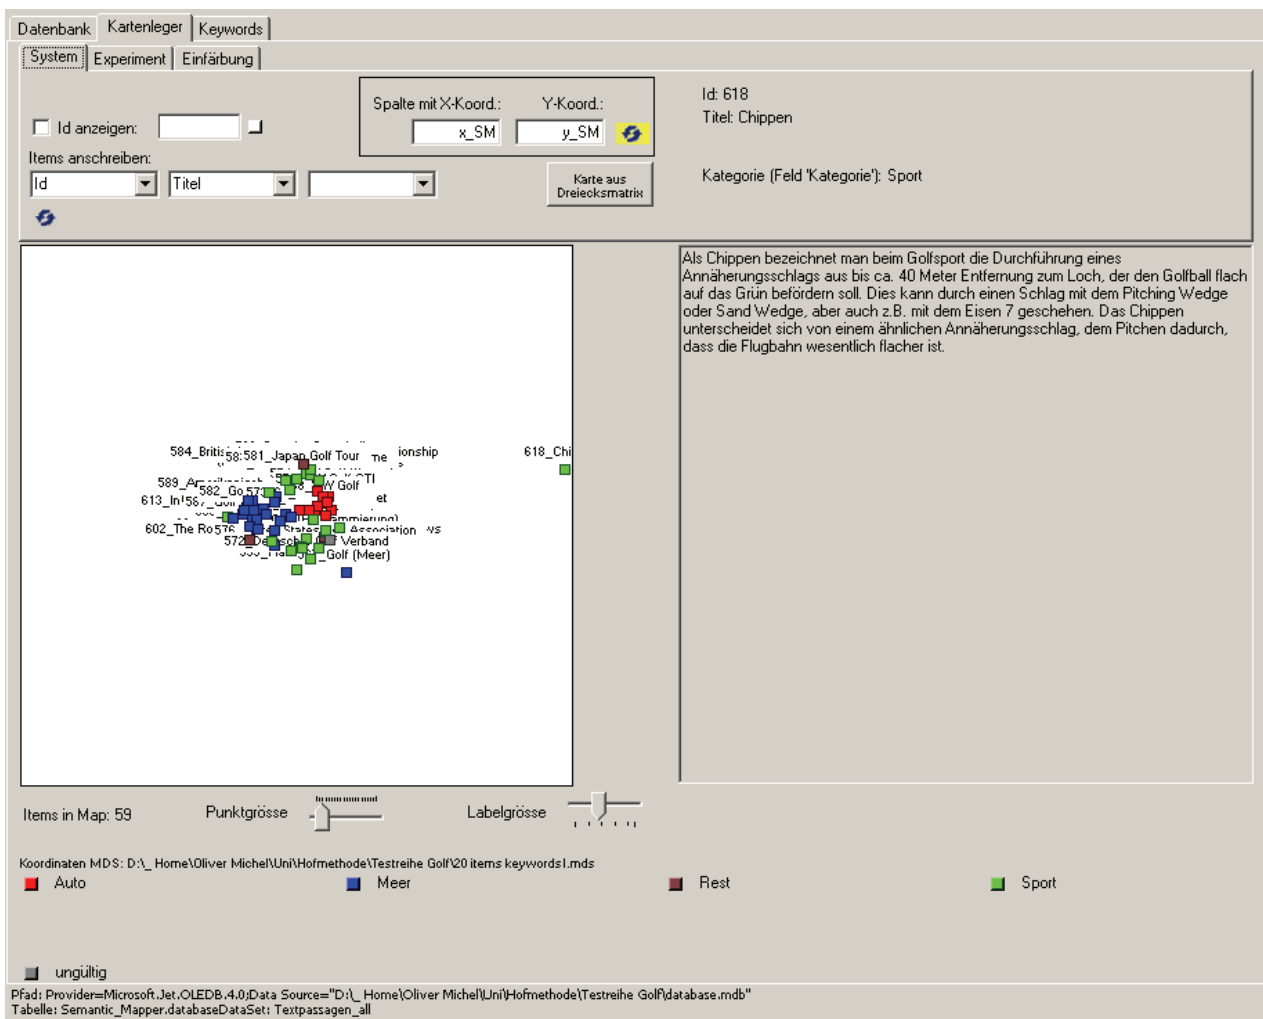 Datenbank Kartenleger Keywords
System Experiment Einfärbung
Id anzeigen:
Spalte mit X-Koord.: Y-Koord.:
x_SM y_SM
Items anschreiben:
Id Titel
Karte aus
Dreiecksmatrix
Id: 618
Titel: Chippen
Kategorie (Feld 'Kategorie'): Sport
Als Chippen bezeichnet man beim Golfsport die Durchführung eines
Annäherungsschlags aus bis ca. 40 Meter Entfernung zum Loch, der den Golfball flach
auf das Grün befördern soll. Dies kann durch einen Schlag mit dem Pitching Wedge
oder Sand Wedge, aber auch z.B. mit dem Eisen 7 geschehen. Das Chippen
unterscheidet sich von einem ähnlichen Annäherungsschlag, dem Pitchen dadurch,
dass die Flugbahn wesentlich flacher ist.
584_Britis 581_Japan Golf Tour ionship 618_Chi
582_Go Golf
602_The Ro
Verband
_Golf (Meer)
Items in Map: 59 Punktgrösse Labelgrösse
Koordinaten MDS: D:\_ Home\Oliver Michel\Uni\Hofmethode\Testreihe Golf\20 items keywords1.mds
Auto Meer Rest Sport
ungültig
Pfad: Provider=Microsoft.Jet.OLEDB.4.0;Data Source="D:\_ Home\Oliver Michel\Uni\Hofmethode\Testreihe Golf\database.mdb"
Tabelle: Semantic_Mapper.databaseDataSet: Textpassagen_all